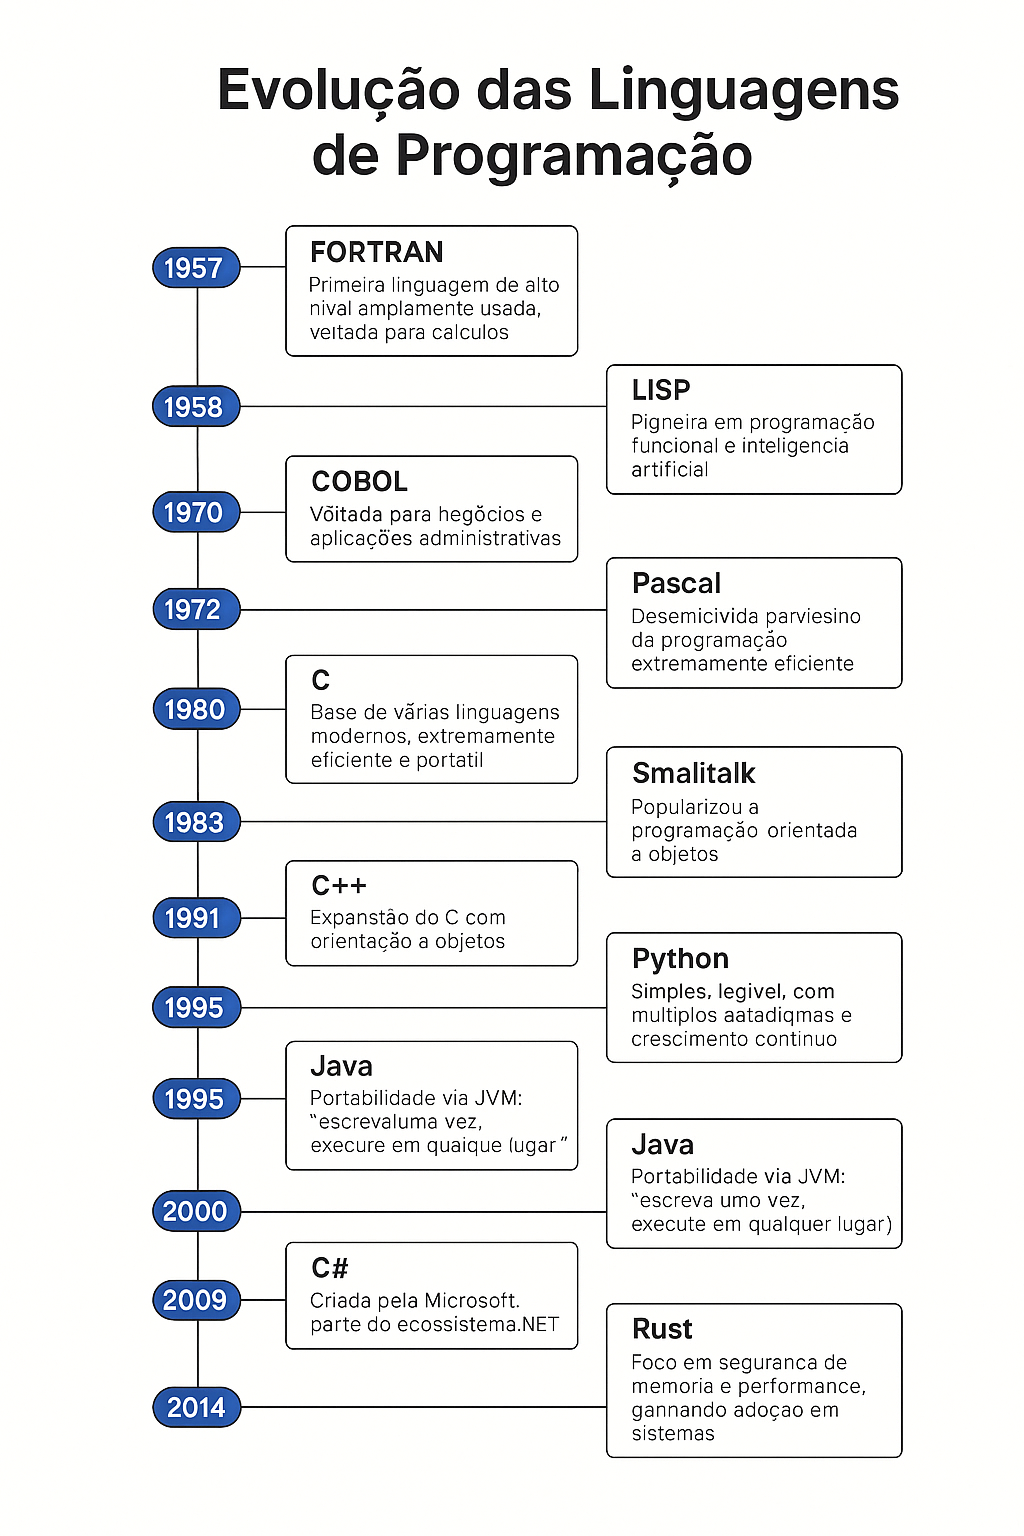 Evolução das Linguagens
de Programação
1957
FORTRAN
Primeira linguagem de alto
nival amplamente usada,
veltada para calculos
1958
LISP
Pigneira em programação
funcional e inteligencia
artificial
1970
COBOL
Võitada para hegŏcios e
aplicações administrativas
1972
Pascal
Desemicivida parviesino
da programação
extremamente eficiente
1980
C
Base de vărias linguagens
modernos, extremamente
eficiente e portatil
1983
Smalitalk
Popularizou a
programação orientada
a objetos
1991
C++
Expanstão do C com
orientação a objetos
1995
Python
Simples, legivel, com
multiplos aatadiqmas e
crescimento continuo
1995
Java
Portabilidade via JVM:
“escrevaluma vez,
execure em quaique lugar”
2000
Java
Portabilidade via JVM:
“escreva umo vez,
execute em qualquer lugar)
2009
C#
Criada pela Microsoft.
parte do ecossistema.NET
2014
Rust
Foco em seguranca de
memoria e performance,
gannando adoçao em
sistemas